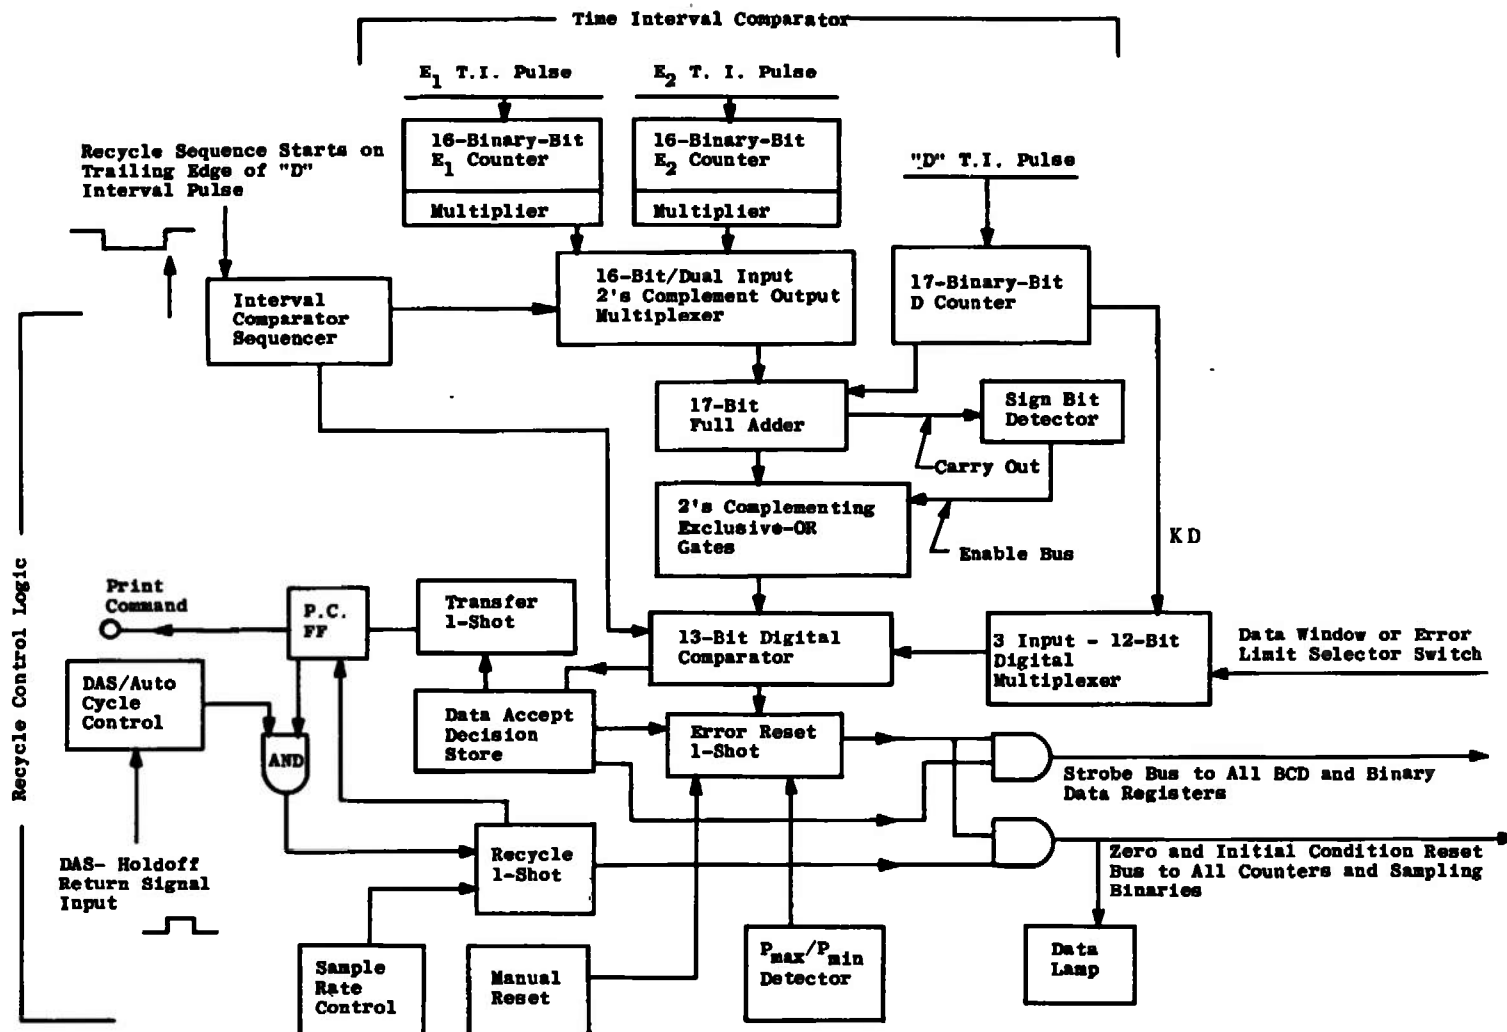 Time Interval Comparator
E1 T.I. Pulse
E2 T. I. Pulse
16-Binary-Bit
E1 Counter
Multiplier
16-Binary-Bit
E2 Counter
Multiplier
"D" T.I. Pulse
Recycle Sequence Starts on
Trailing Edge of "D"
Interval Pulse
Interval
Comparator
Sequencer
16-Bit/Dual Input
2's Complement Output
Multiplexer
17-Binary-Bit
D Counter
17-Bit
Full Adder
Sign Bit
Detector
Carry Out
2's Complementing
Exclusive-OR
Gates
Enable Bus
KD
Recycle Control Logic
Print
Command
P.C.
FF
Transfer
1-Shot
13-Bit Digital
Comparator
3 Input - 12-Bit
Digital
Multiplexer
Data Window or Error
Limit Selector Switch
DAS/Auto
Cycle
Control
AND
Data Accept
Decision
Store
Error Reset
1-Shot
Strobe Bus to All BCD and Binary
Data Registers
DAS- Holdoff
Return Signal
Input
Recycle
1-Shot
Zero and Initial Condition Reset
Bus to All Counters and Sampling
Binaries
Sample
Rate
Control
Manual
Reset
Pmax/Pmin
Detector
Data
Lamp